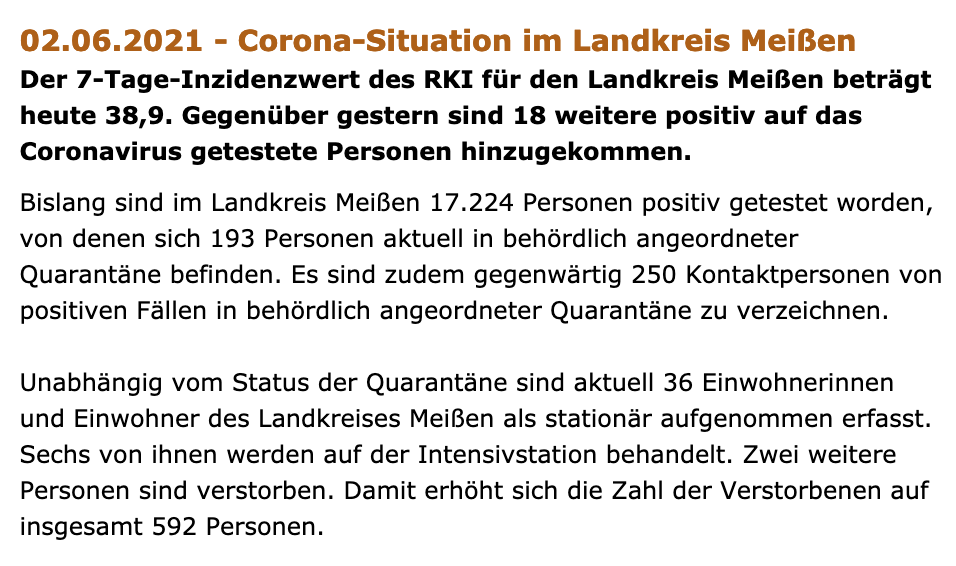 02.06.2021 - Corona-Situation im Landkreis Meißen
Der 7-Tage-Inzidenzwert des RKI für den Landkreis Meißen beträgt
heute 38,9. Gegenüber gestern sind 18 weitere positiv auf das
Coronavirus getestete Personen hinzugekommen.
Bislang sind im Landkreis Meißen 17.224 Personen positiv getestet worden,
von denen sich 193 Personen aktuell in behördlich angeordneter
Quarantäne befinden. Es sind zudem gegenwärtig 250 Kontaktpersonen von
positiven Fällen in behördlich angeordneter Quarantäne zu verzeichnen.
Unabhängig vom Status der Quarantäne sind aktuell 36 Einwohnerinnen
und Einwohner des Landkreises Meißen als stationär aufgenommen erfasst.
Sechs von ihnen werden auf der Intensivstation behandelt. Zwei weitere
Personen sind verstorben. Damit erhöht sich die Zahl der Verstorbenen auf
insgesamt 592 Personen.